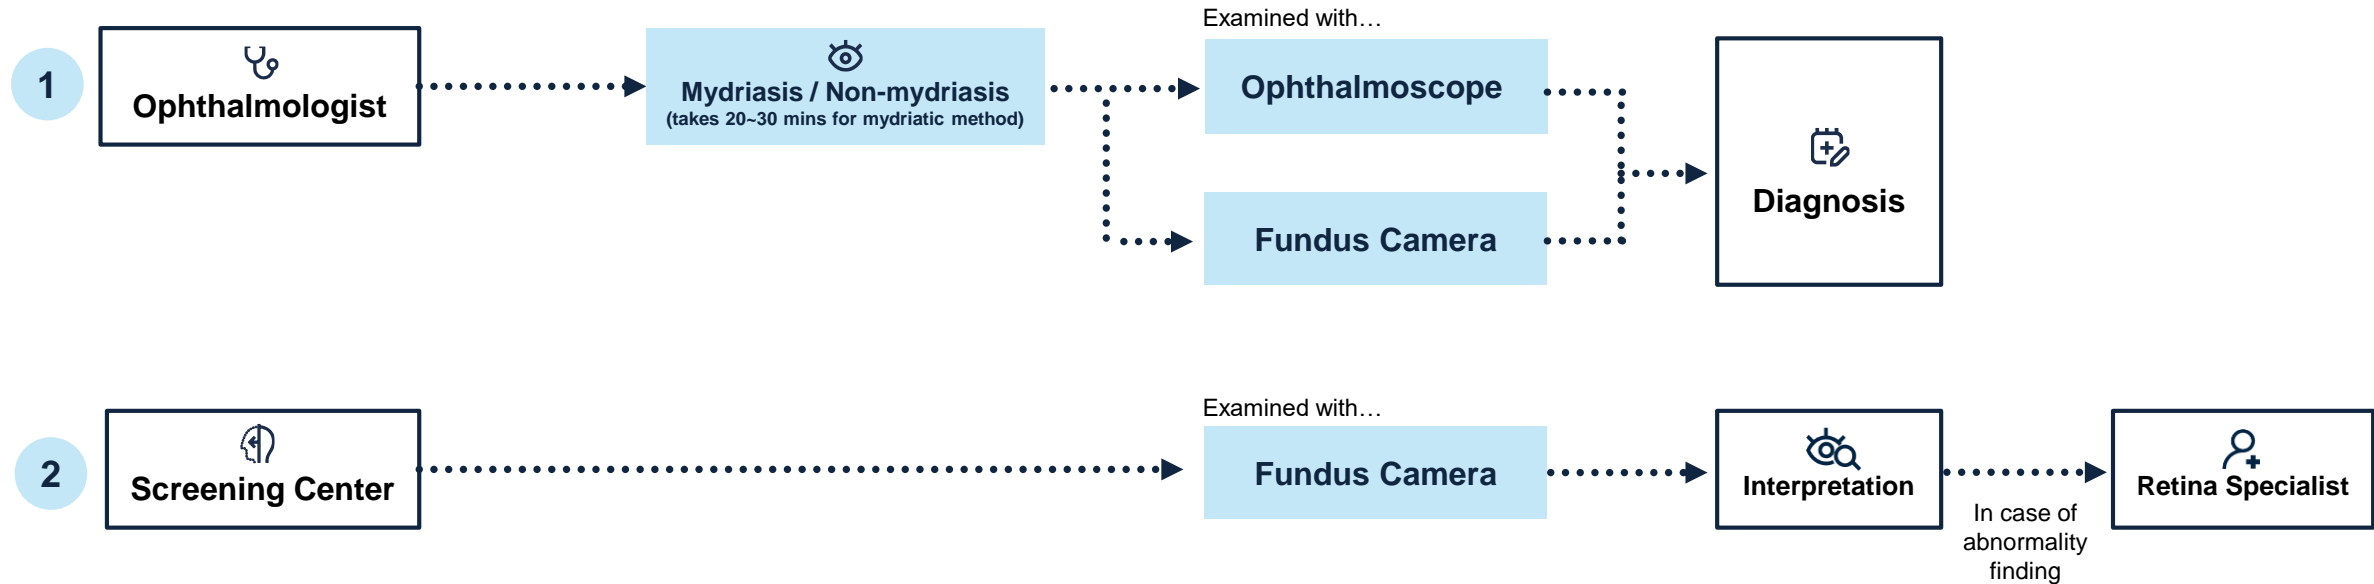 Examined with…
1
Ophthalmologist
Mydriasis / Non-mydriasis
(takes 20~30 mins for mydriatic method)
Ophthalmoscope
Fundus Camera
Diagnosis
Examined with…
2
Screening Center
Fundus Camera
Interpretation
In case of
abnormality
finding
Retina Specialist